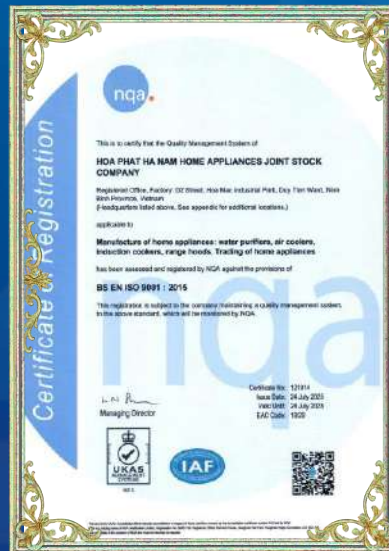 nqa.
Certificate of Registration
This is to certify that the Quality Management System of
HOA PHAT HA NAM HOME APPLIANCES JOINT STOCK
COMPANY
Registered Office, Factory: D2 Street, Hoa Mac Industrial Park, Duy Tien Ward, Ninh
Binh Province, Vietnam
(Headquarters listed above. See appendix for additional locations.)
applicable to
Manufacture of home appliances: water purifiers, air coolers,
induction cookers, range hoods. Trading of home appliances
has been assessed and registered by NQA against the provisions of
BS EN ISO 9001 : 2015
This registration is subject to the company maintaining a quality management system,
to the above standard, which will be monitored by NQA
nqa
Managing Director
Certificate No:
Issue Date: 24 July
Valid Until: 24 July
EAC Code:
UKAS
MANAGEMENT
SYSTEMS
IAF